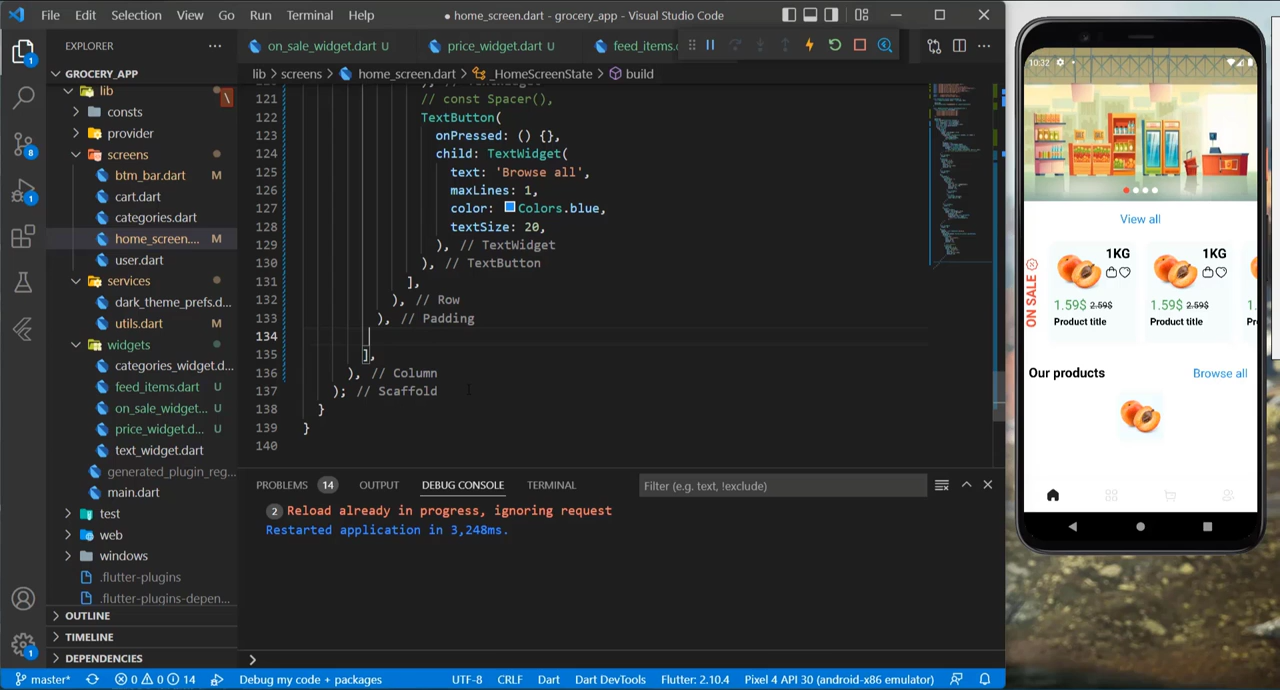 File Edit Selection View Go Run Terminal Help
● home_screen.dart - grocery_app - Visual Studio Code
EXPLORER
GROCERY_APP
lib
consts
provider
screens
btm_bar.dart M
cart.dart
categories.dart
home_screen.... M
user.dart
services
dark_theme_prefs.d...
utils.dart M
widgets
categories_widget.d...
feed_items.dart U
on_sale_widget... U
price_widget.d... U
text_widget.dart
generated_plugin_reg...
main.dart
test
web
windows
.flutter-plugins
.flutter-plugins-depen...
OUTLINE
TIMELINE
DEPENDENCIES
on_sale_widget.dart U
price_widget.dart U
feed_items.
lib > screens > home_screen.dart > _HomeScreenState > build
121 // const Spacer(),
122 TextButton(
123 onPressed: () {},
124 child: TextWidget(
125 text: 'Browse all',
126 maxLines: 1,
127 color: Colors.blue,
128 textSize: 20,
129 ), // TextWidget
130 ), // TextButton
131 ],
132 ), // Row
133 ), // Padding
134
135 ],
136 ), // Column
137 ); // Scaffold
138 }
139 }
140
PROBLEMS 14 OUTPUT DEBUG CONSOLE TERMINAL
Filter (e.g. text, !exclude)
2 Reload already in progress, ignoring request
Restarted application in 3,248ms.
master* 0 0 14 Debug my code + packages UTF-8 CRLF Dart Dart DevTools Flutter: 2.10.4 Pixel 4 API 30 (android-x86 emulator)
10:32
View all
ON SALE
1KG
1.59$ 2.59$
Product title
1KG
1.59$ 2.59$
Product title
Our products
Browse all